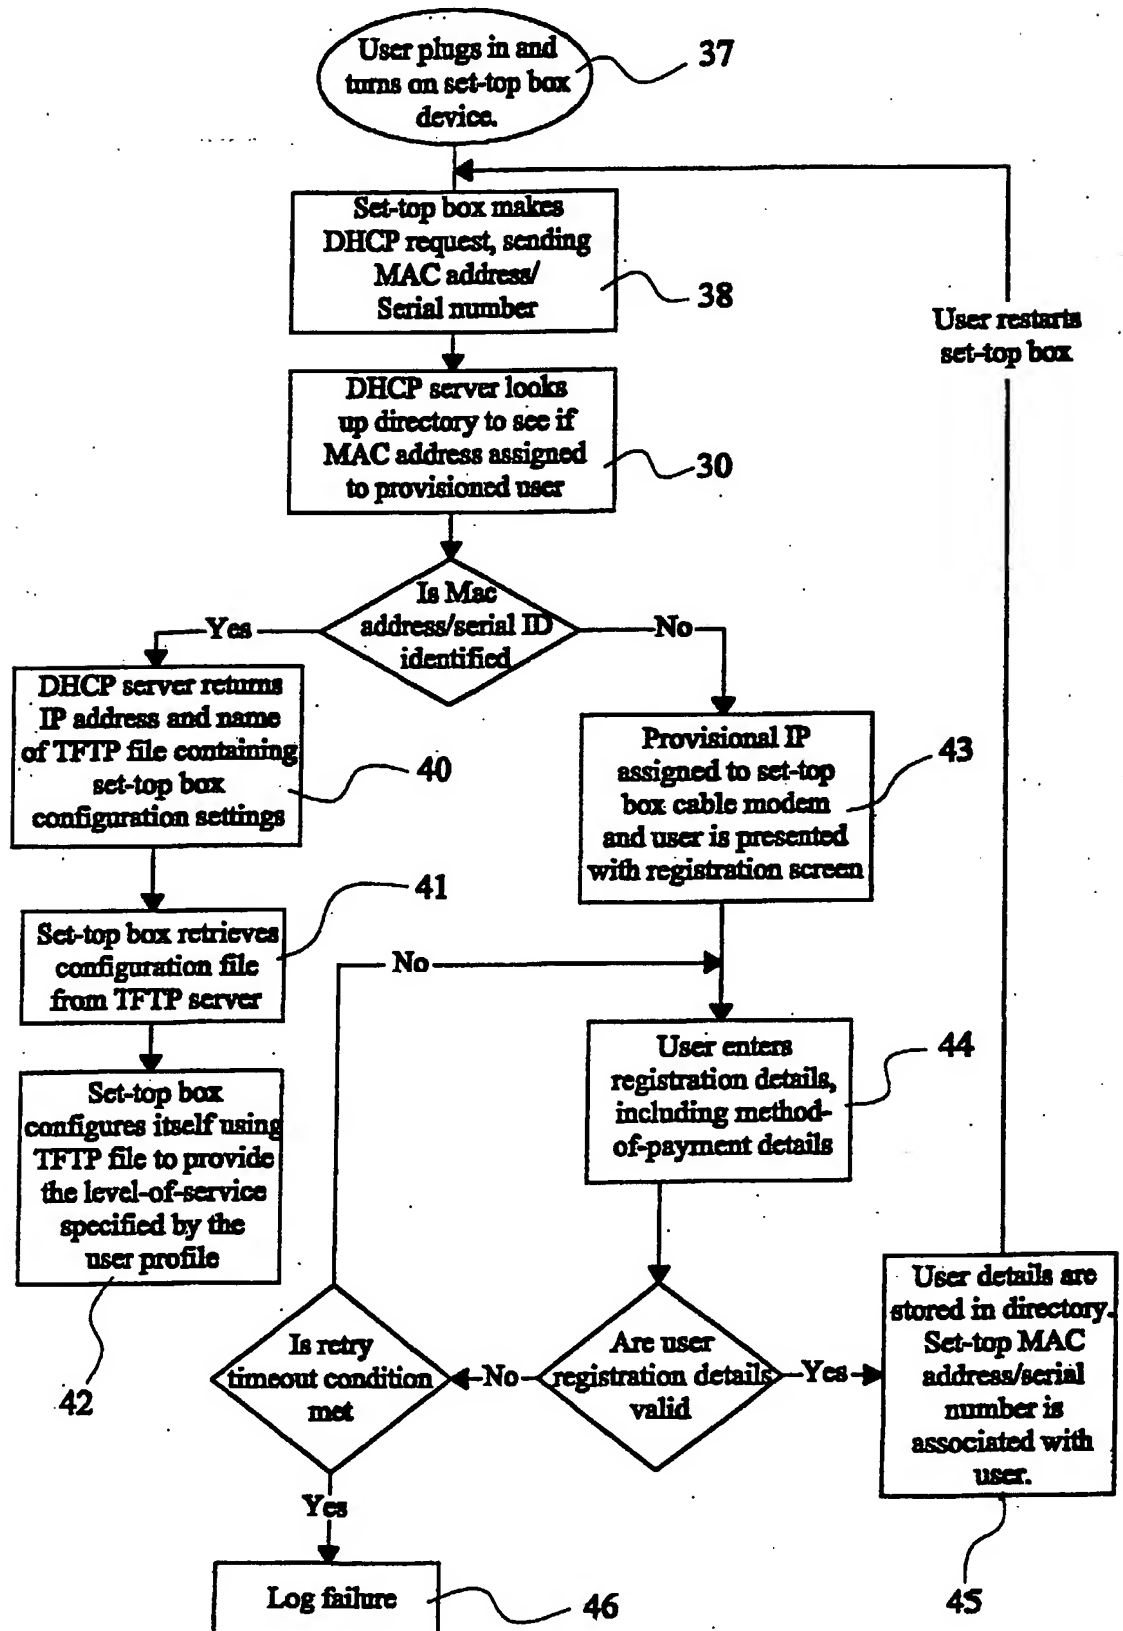 User plugs in and
turns on set-top box
device.
37
Set-top box makes
DHCP request, sending
MAC address/
Serial number
38
User restarts
set-top box
DHCP server looks
up directory to see if
MAC address assigned
to provisioned user
30
Is Mac
address/serial ID
identified
Yes
No
DHCP server returns
IP address and name
of TFTP file containing
set-top box
configuration settings
40
Provisional IP
assigned to set-top
box cable modem
and user is presented
with registration screen
43
41
Set-top box retrieves
configuration file
from TFTP server
No
User enters
registration details,
including method-
of-payment details
44
Set-top box
configures itself using
TFTP file to provide
the level-of-service
specified by the
user profile
42
Is retry
timeout condition
met
No
Are user
registration details
valid
Yes
User details are
stored in directory.
Set-top MAC
address/serial
number is
associated with
user.
45
Yes
Log failure
46